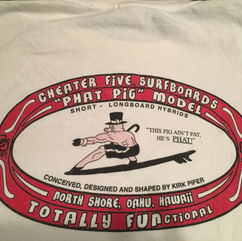 CHEATER FIVE SURFBOARDS
"PHAT PIG" MODEL
SHORT - LONGBOARD HYBRIDS
"THIS PIG AIN'T FAT,
HE'S PHAT!"
CONCEIVED, DESIGNED AND SHAPED BY KIRK PIFER
NORTH SHORE, OAHU, HAWAII
TOTALLY FUNctional